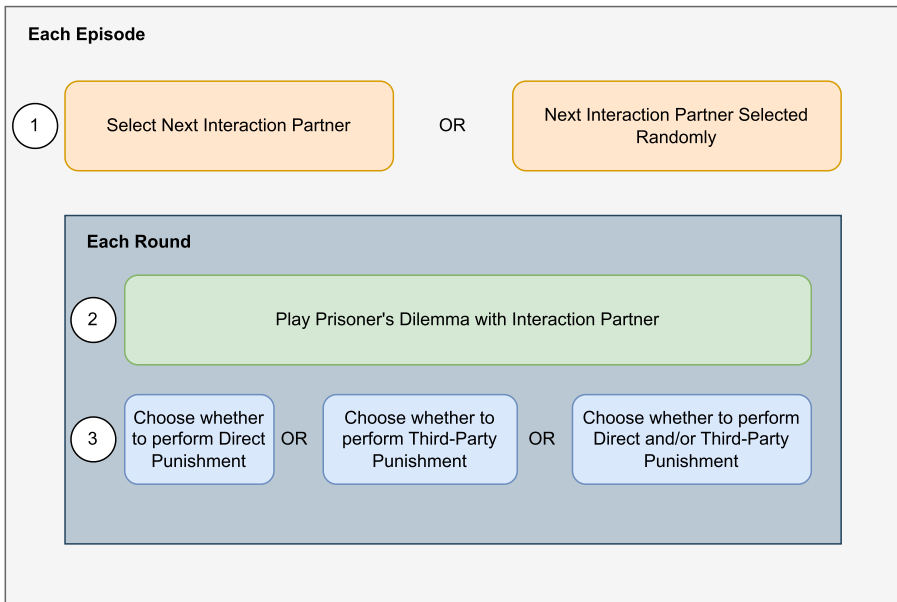 Each Episode
1
Select Next Interaction Partner
OR
Next Interaction Partner Selected
Randomly
Each Round
2
Play Prisoner's Dilemma with Interaction Partner
3
Choose whether
to perform Direct
Punishment
OR
Choose whether to
perform Third-Party
Punishment
OR
Choose whether to perform
Direct and/or Third-Party
Punishment